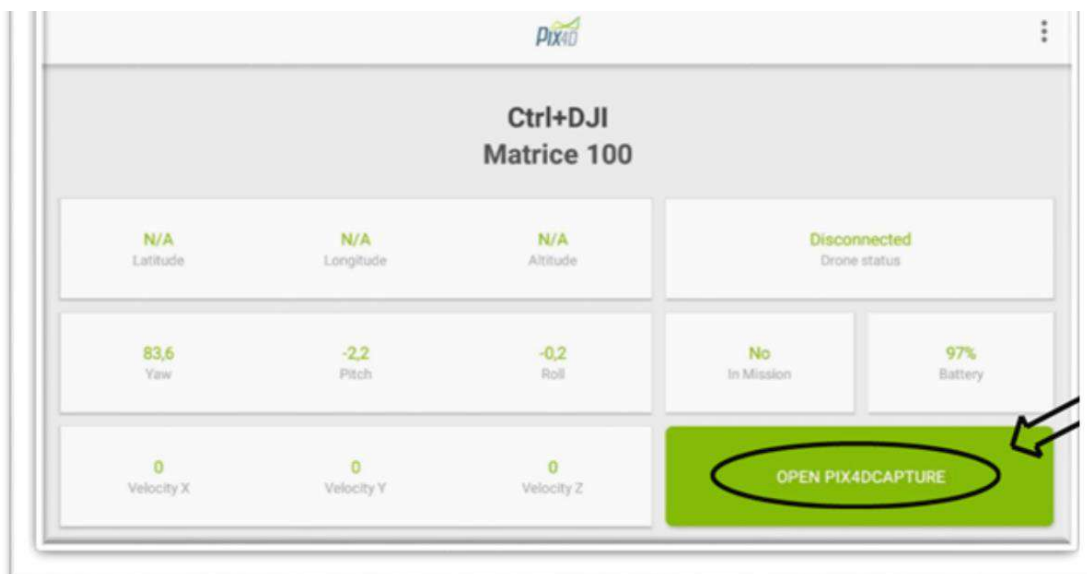 PIX4D
Ctrl+DJI
Matrice 100
N/A
Latitude
N/A
Longitude
N/A
Altitude
Disconnected
Drone status
83,6
Yaw
-2,2
Pitch
-0,2
Roll
No
In Mission
97%
Battery
0
Velocity X
0
Velocity Y
0
Velocity Z
OPEN PIX4DCAPTURE